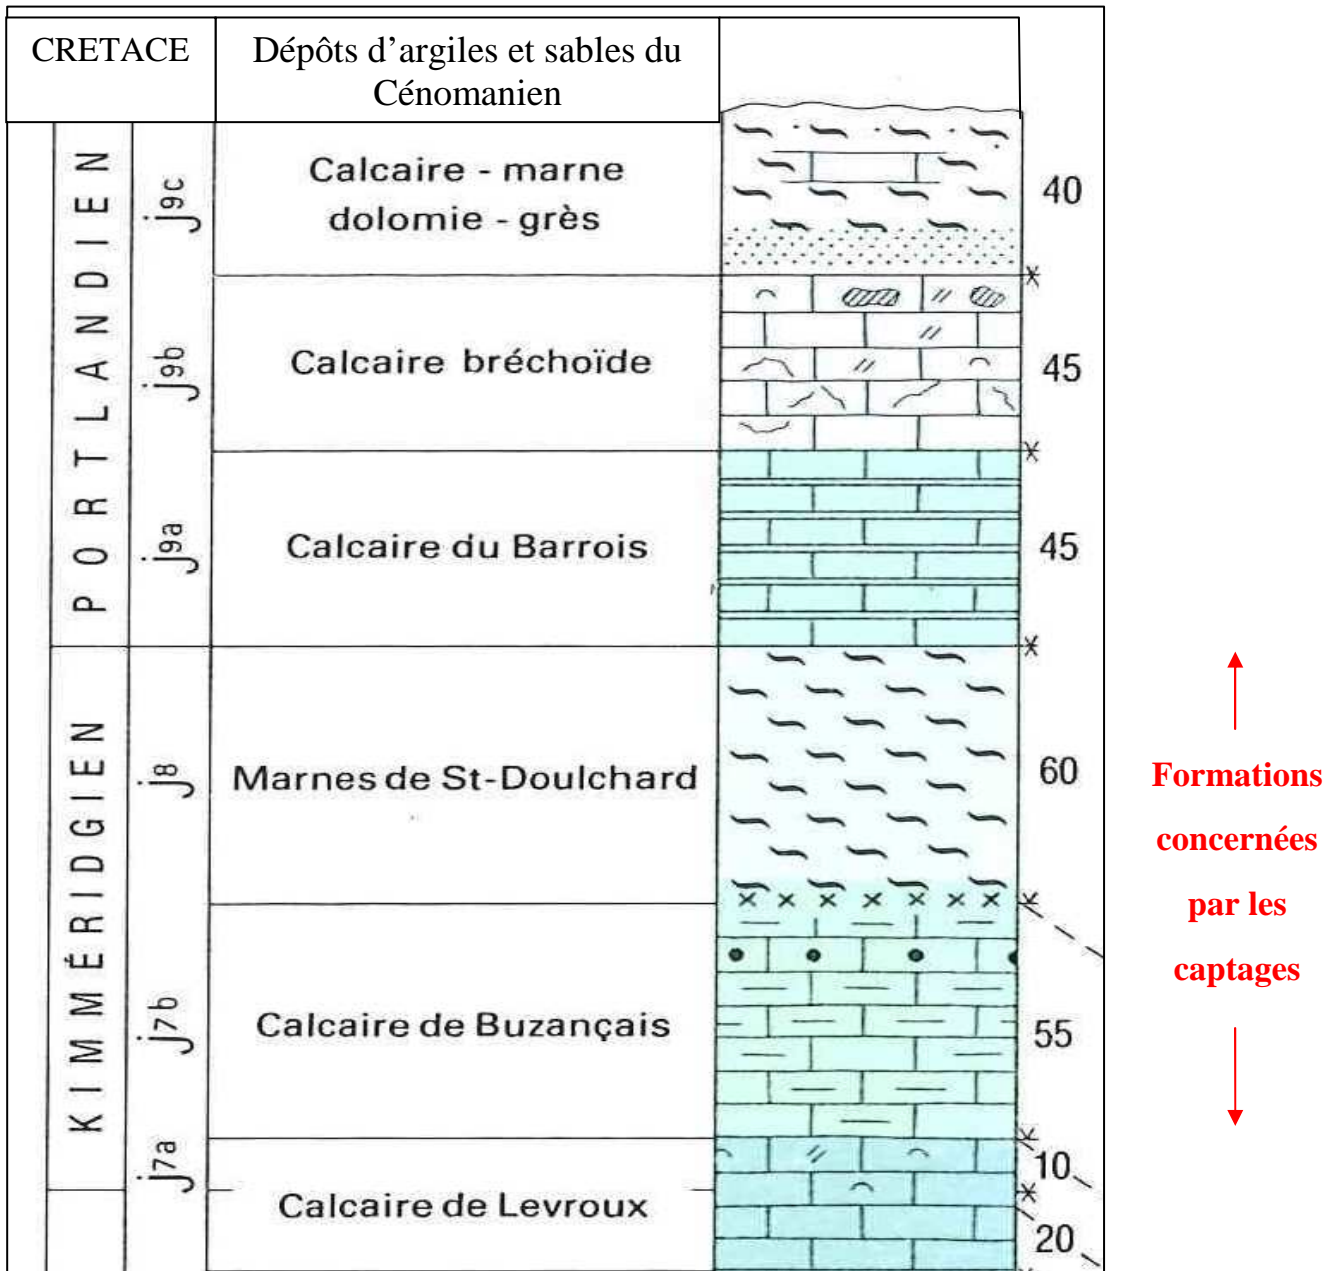 CRETACE
Dépôts d’argiles et sables du
Cénomanien
PORTLANDIEN
j9c
Calcaire - marne
dolomie - grès
40
j9b
Calcaire bréchoïde
45
j9a
Calcaire du Barrois
45
KIMMÉRIDGIEN
j8
Marnes de St-Doulchard
60
j7b
Calcaire de Buzançais
55
j7a
Calcaire de Levroux
10
20
Formations
concernées
par les
captages